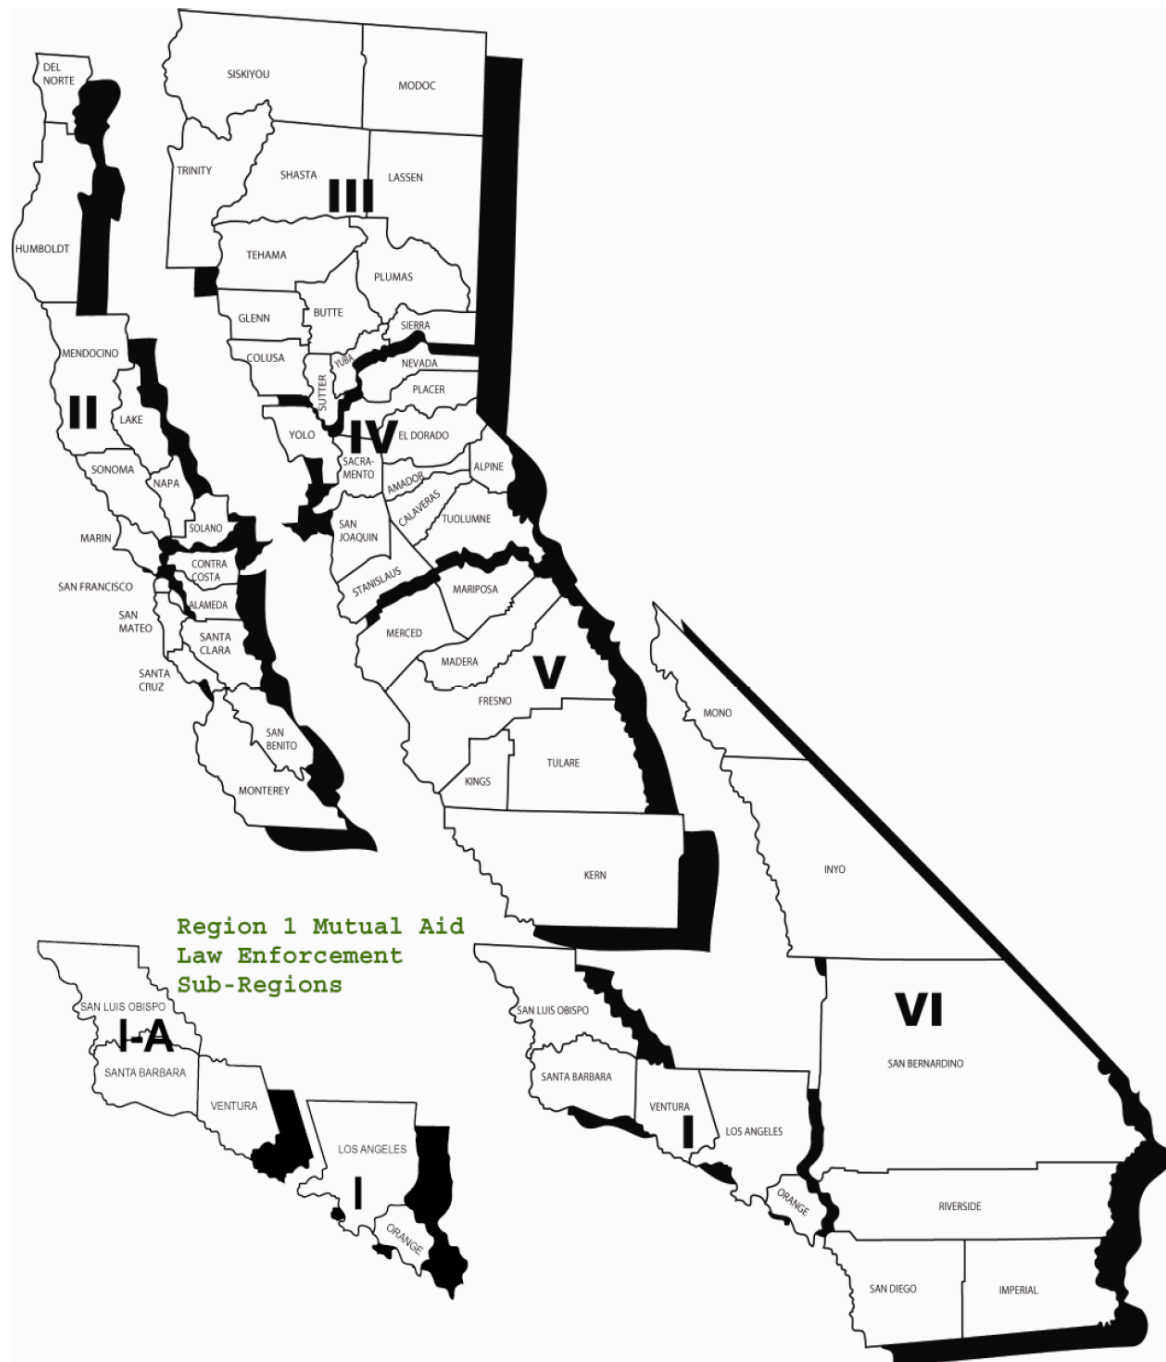 DEL
NORTE
SISKIYOU
MODOC
TRINITY
SHASTA
LASSEN
III
HUMBOLDT
TEHAMA
PLUMAS
GLENN
BUTTE
SIERRA
MENDOCINO
COLUSA
YUBA
NEVADA
SUTTER
PLACER
II
LAKE
YOLO
IV
EL DORADO
SACRA-
MENTO
ALPINE
SONOMA
NAPA
AMADOR
CALAVERAS
TUOLUMNE
SOLANO
SAN
JOAQUIN
MARIN
CONTRA
COSTA
STANISLAUS
MARIPOSA
SAN FRANCISCO
ALAMEDA
SAN
MATEO
SANTA
CLARA
MERCED
MADERA
V
SANTA
CRUZ
FRESNO
MONO
SAN
BENITO
TULARE
KINGS
MONTEREY
KERN
INYO
Region 1 Mutual Aid
Law Enforcement
Sub-Regions
SAN LUIS OBISPO
I-A
SANTA BARBARA
VENTURA
LOS ANGELES
I
ORANGE
SAN LUIS OBISPO
SANTA BARBARA
VENTURA
I
LOS ANGELES
ORANGE
VI
SAN BERNARDINO
RIVERSIDE
SAN DIEGO
IMPERIAL